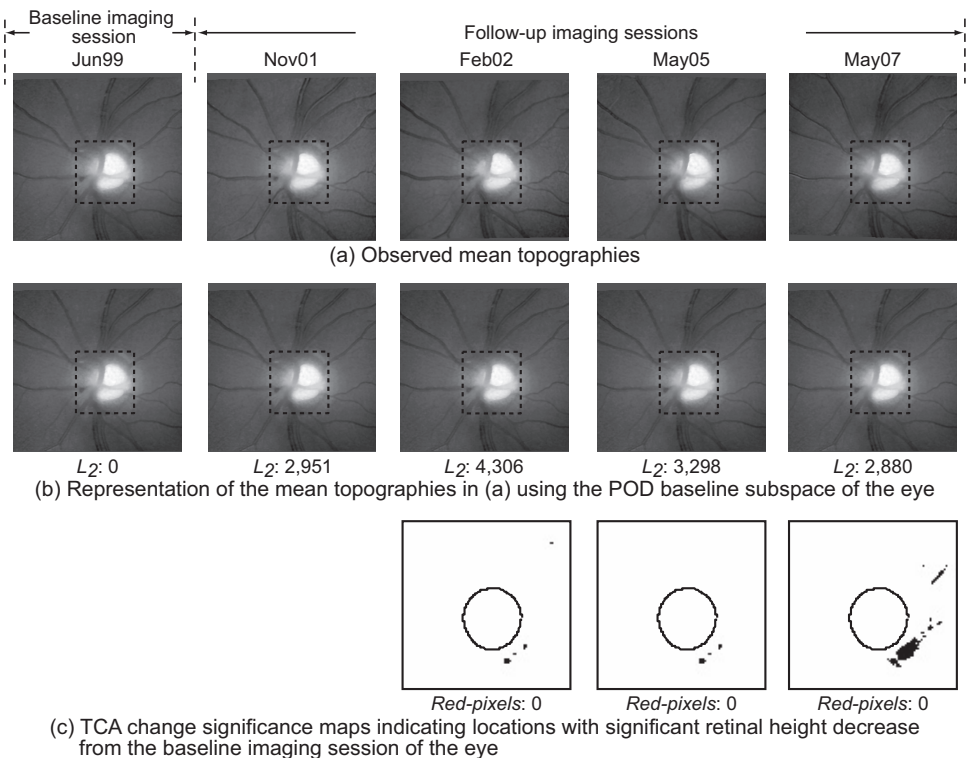 Baseline imaging
session
Follow-up imaging sessions
Jun99
Nov01
Feb02
May05
May07
(a) Observed mean topographies
L2: 0
L2: 2,951
L2: 4,306
L2: 3,298
L2: 2,880
(b) Representation of the mean topographies in (a) using the POD baseline subspace of the eye
Red-pixels: 0
Red-pixels: 0
Red-pixels: 0
(c) TCA change significance maps indicating locations with significant retinal height decrease
from the baseline imaging session of the eye